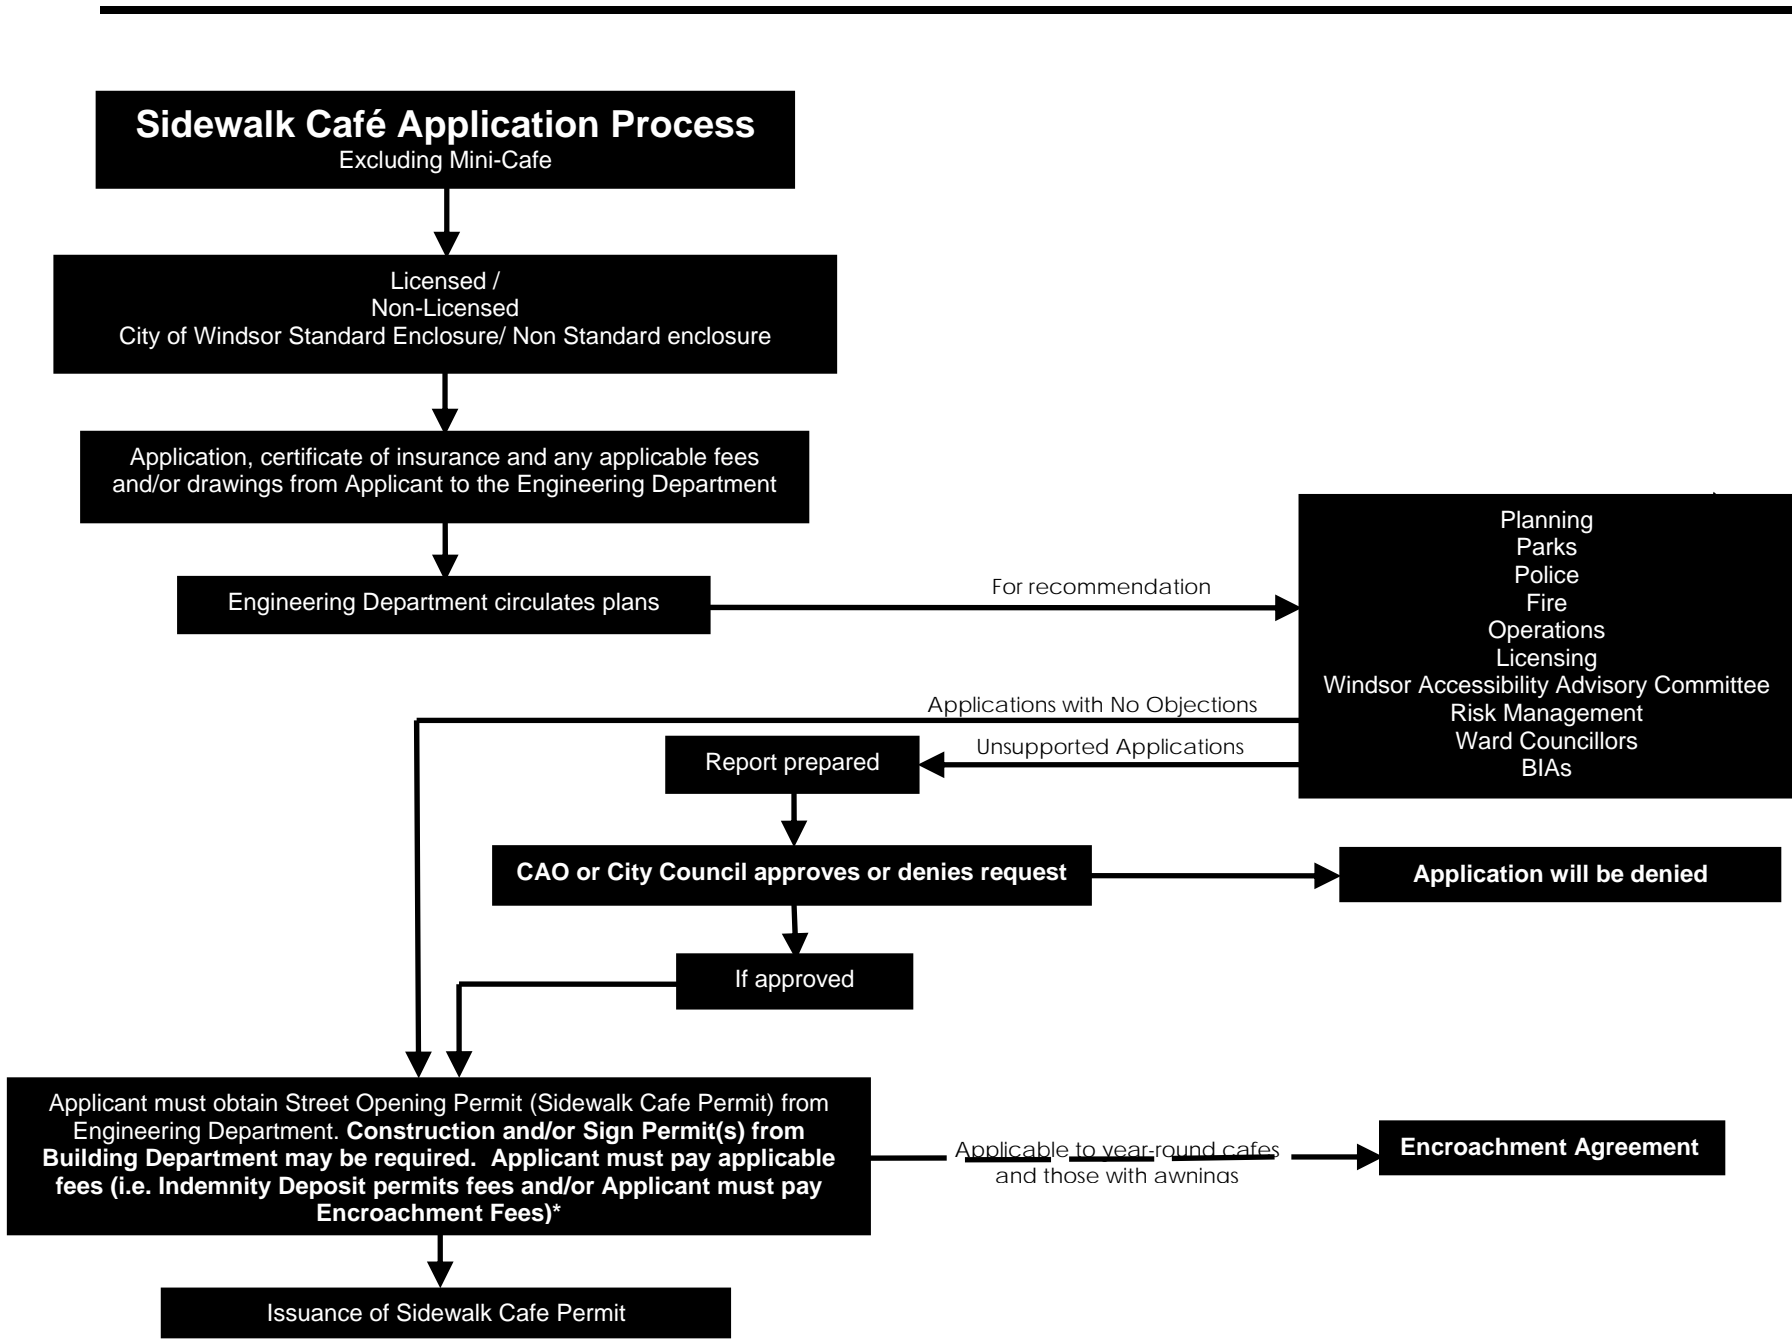 Sidewalk Café Application Process
Excluding Mini-Cafe
Licensed /
Non-Licensed
City of Windsor Standard Enclosure/ Non Standard enclosure
Application, certificate of insurance and any applicable fees
and/or drawings from Applicant to the Engineering Department
Engineering Department circulates plans
For recommendation
Planning
Parks
Police
Fire
Operations
Licensing
Windsor Accessibility Advisory Committee
Risk Management
Ward Councillors
BIAs
Applications with No Objections
Unsupported Applications
Report prepared
CAO or City Council approves or denies request
Application will be denied
If approved
Applicant must obtain Street Opening Permit (Sidewalk Cafe Permit) from
Engineering Department. Construction and/or Sign Permit(s) from
Building Department may be required.  Applicant must pay applicable
fees (i.e. Indemnity Deposit permits fees and/or Applicant must pay
Encroachment Fees)*
Applicable to year-round cafes
and those with awnings
Encroachment Agreement
Issuance of Sidewalk Cafe Permit